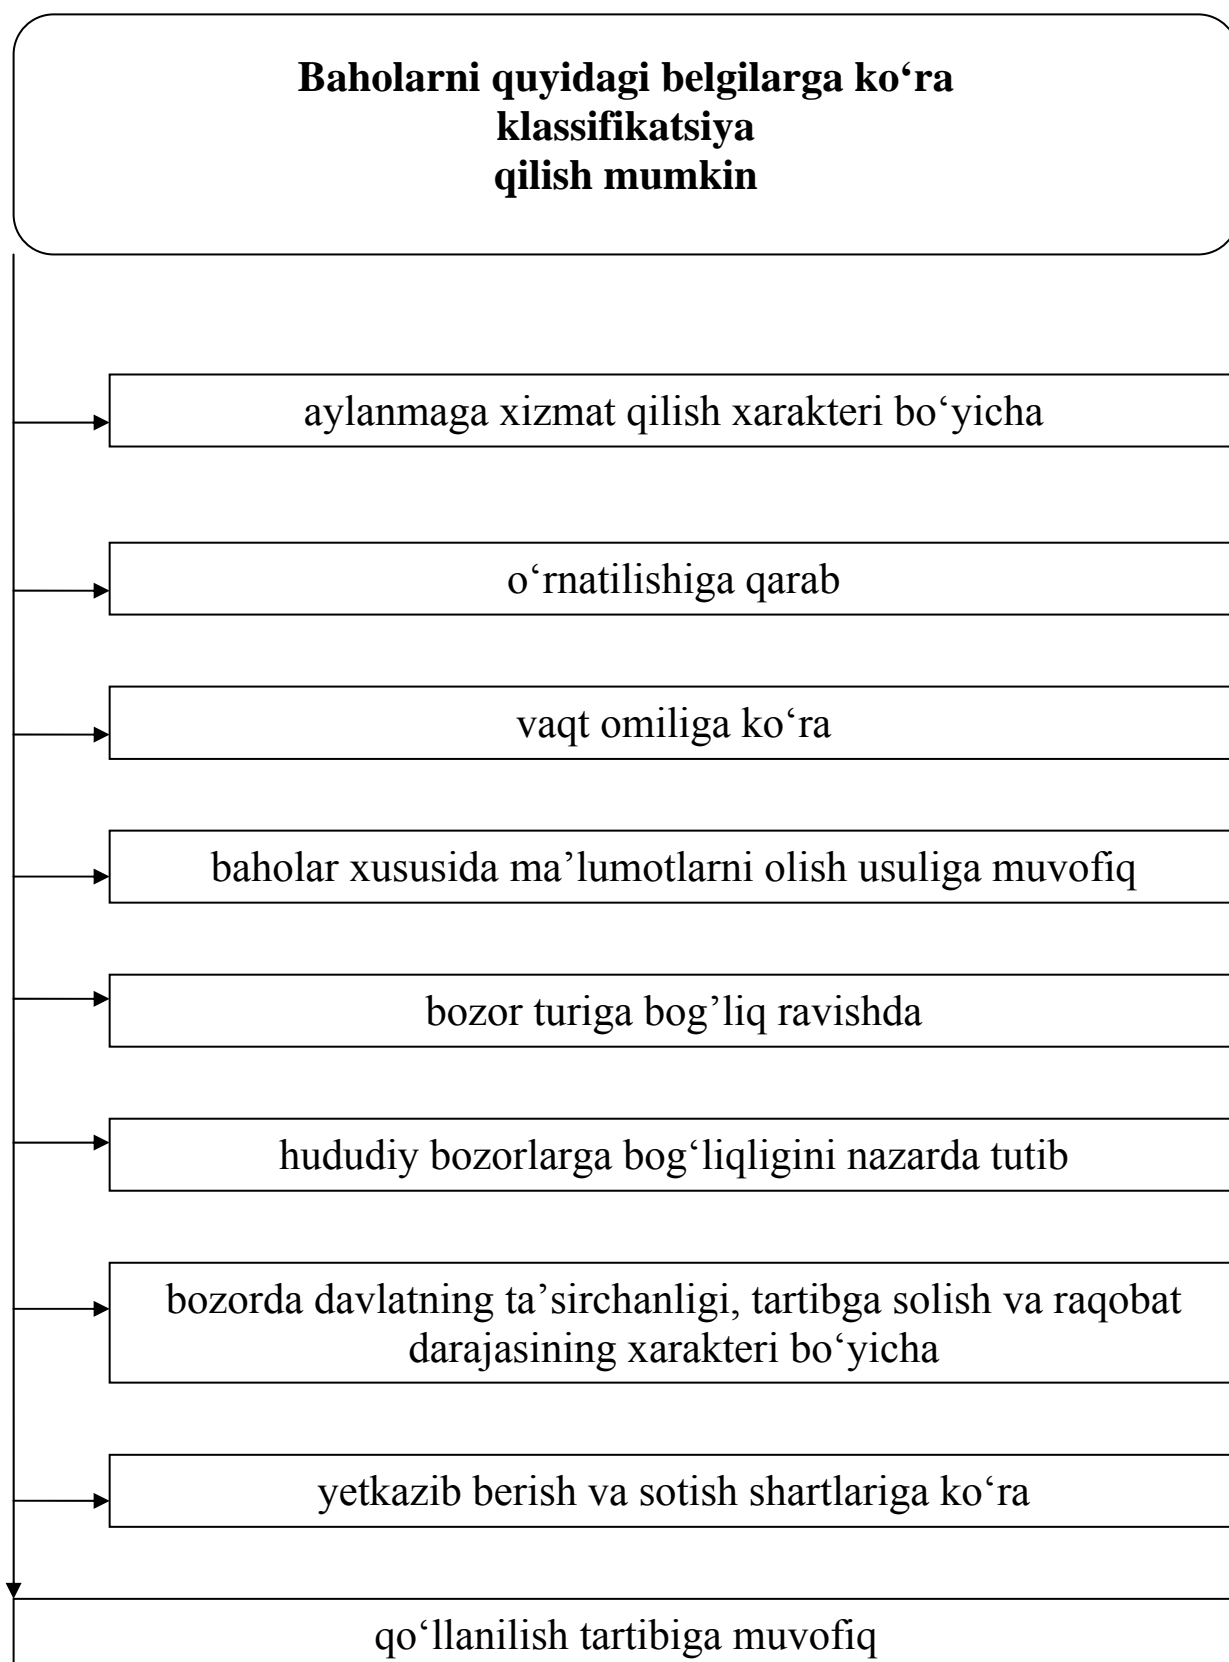 Baholarni quyidagi belgilarga ko‘ra
klassifikatsiya
qilish mumkin
aylanmaga xizmat qilish xarakteri bo‘yicha
o‘rnatilishiga qarab
vaqt omiliga ko‘ra
baholar xususida ma’lumotlarni olish usuliga muvofiq
bozor turiga bog’liq ravishda
hududiy bozorlarga bog‘liqligini nazarda tutib
bozorda davlatning ta’sirchanligi, tartibga solish va raqobat
darajasining xarakteri bo‘yicha
yetkazib berish va sotish shartlariga ko‘ra
qo‘llanilish tartibiga muvofiq